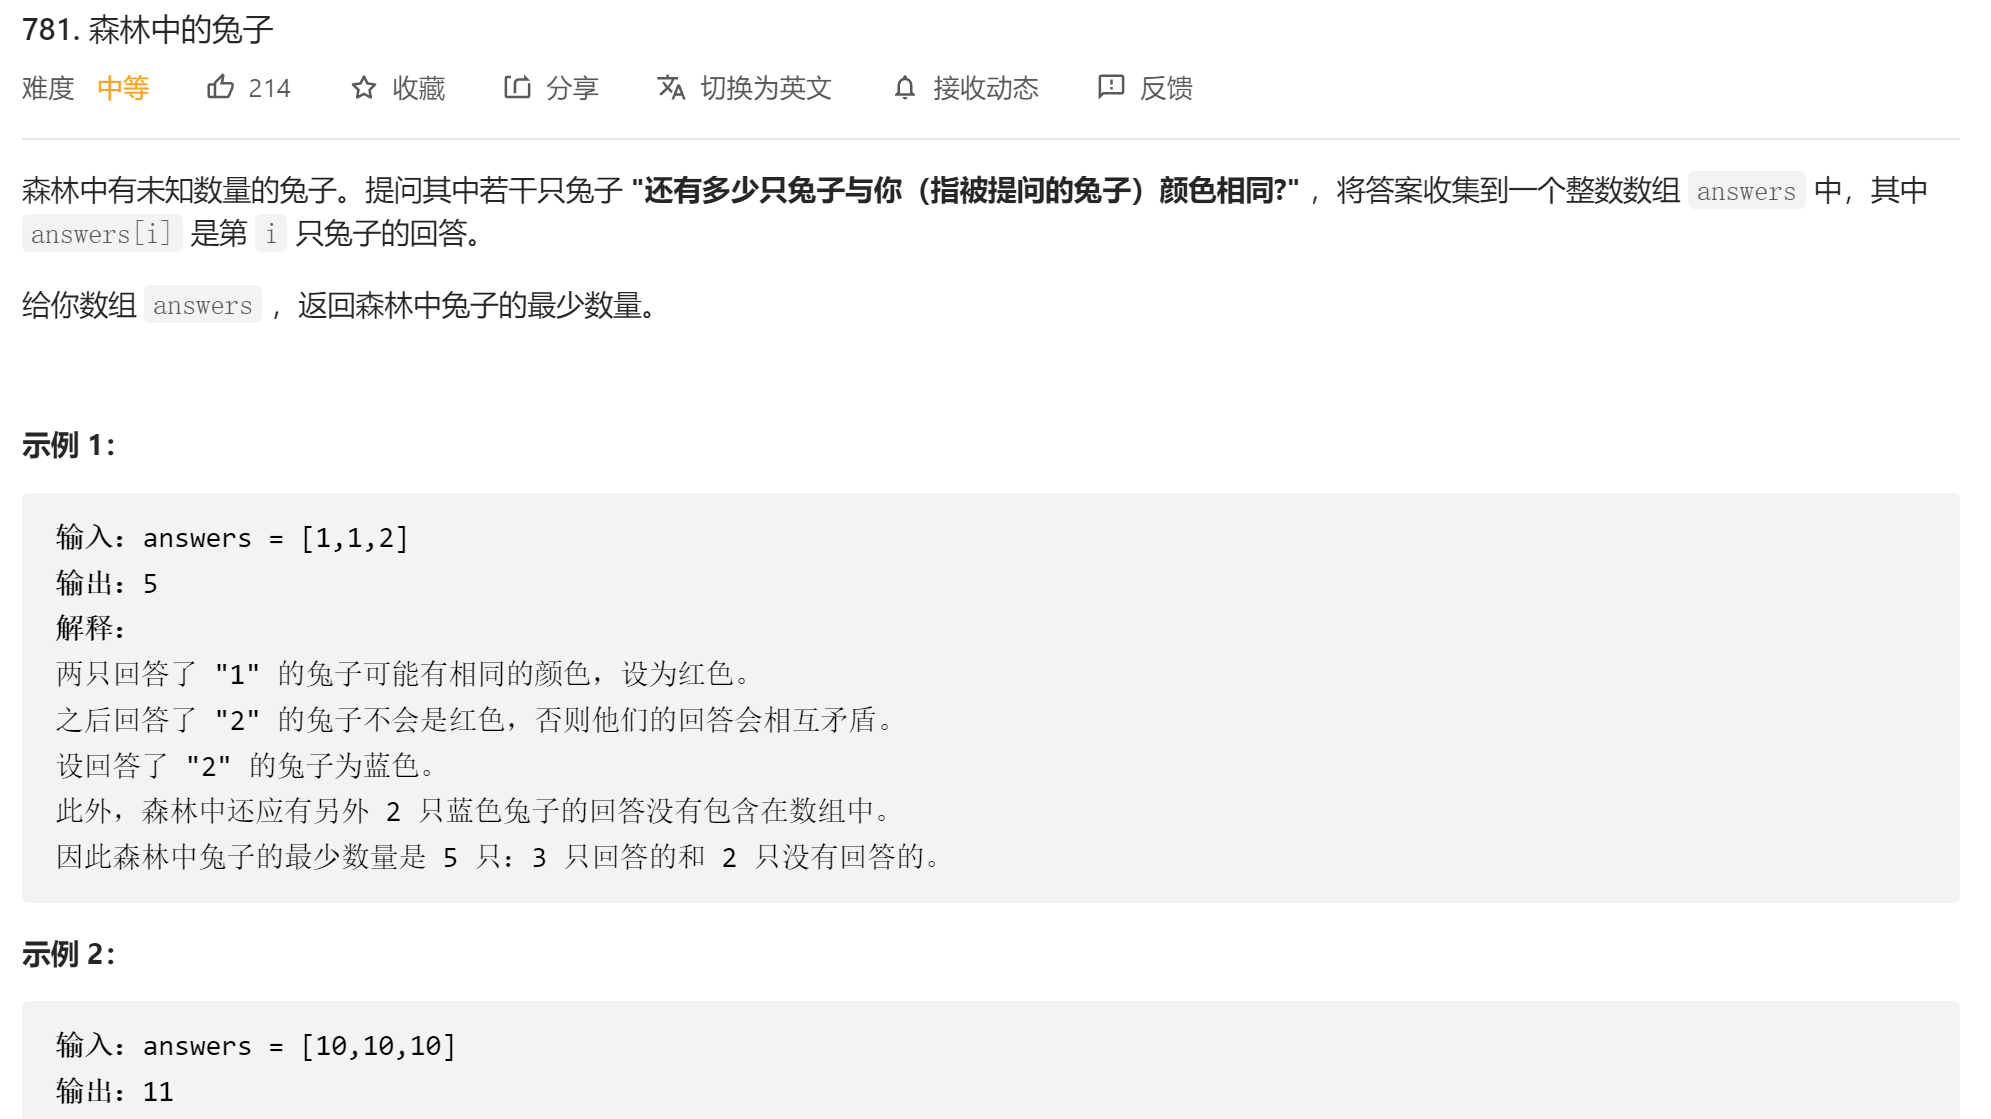 781. 森林中的兔子
难度 中等 214 收藏 分享 切换为英文 接收动态 反馈
森林中有未知数量的兔子。提问其中若干只兔子 "还有多少只兔子与你（指被提问的兔子）颜色相同?" ，将答案收集到一个整数数组 answers 中，其中
answers[i] 是第 i 只兔子的回答。
给你数组 answers ，返回森林中兔子的最少数量。
示例 1：
输入：answers = [1,1,2]
输出：5
解释：
两只回答了 "1" 的兔子可能有相同的颜色，设为红色。
之后回答了 "2" 的兔子不会是红色，否则他们的回答会相互矛盾。
设回答了 "2" 的兔子为蓝色。
此外，森林中还应有另外 2 只蓝色兔子的回答没有包含在数组中。
因此森林中兔子的最少数量是 5 只：3 只回答的和 2 只没有回答的。
示例 2：
输入：answers = [10,10,10]
输出：11